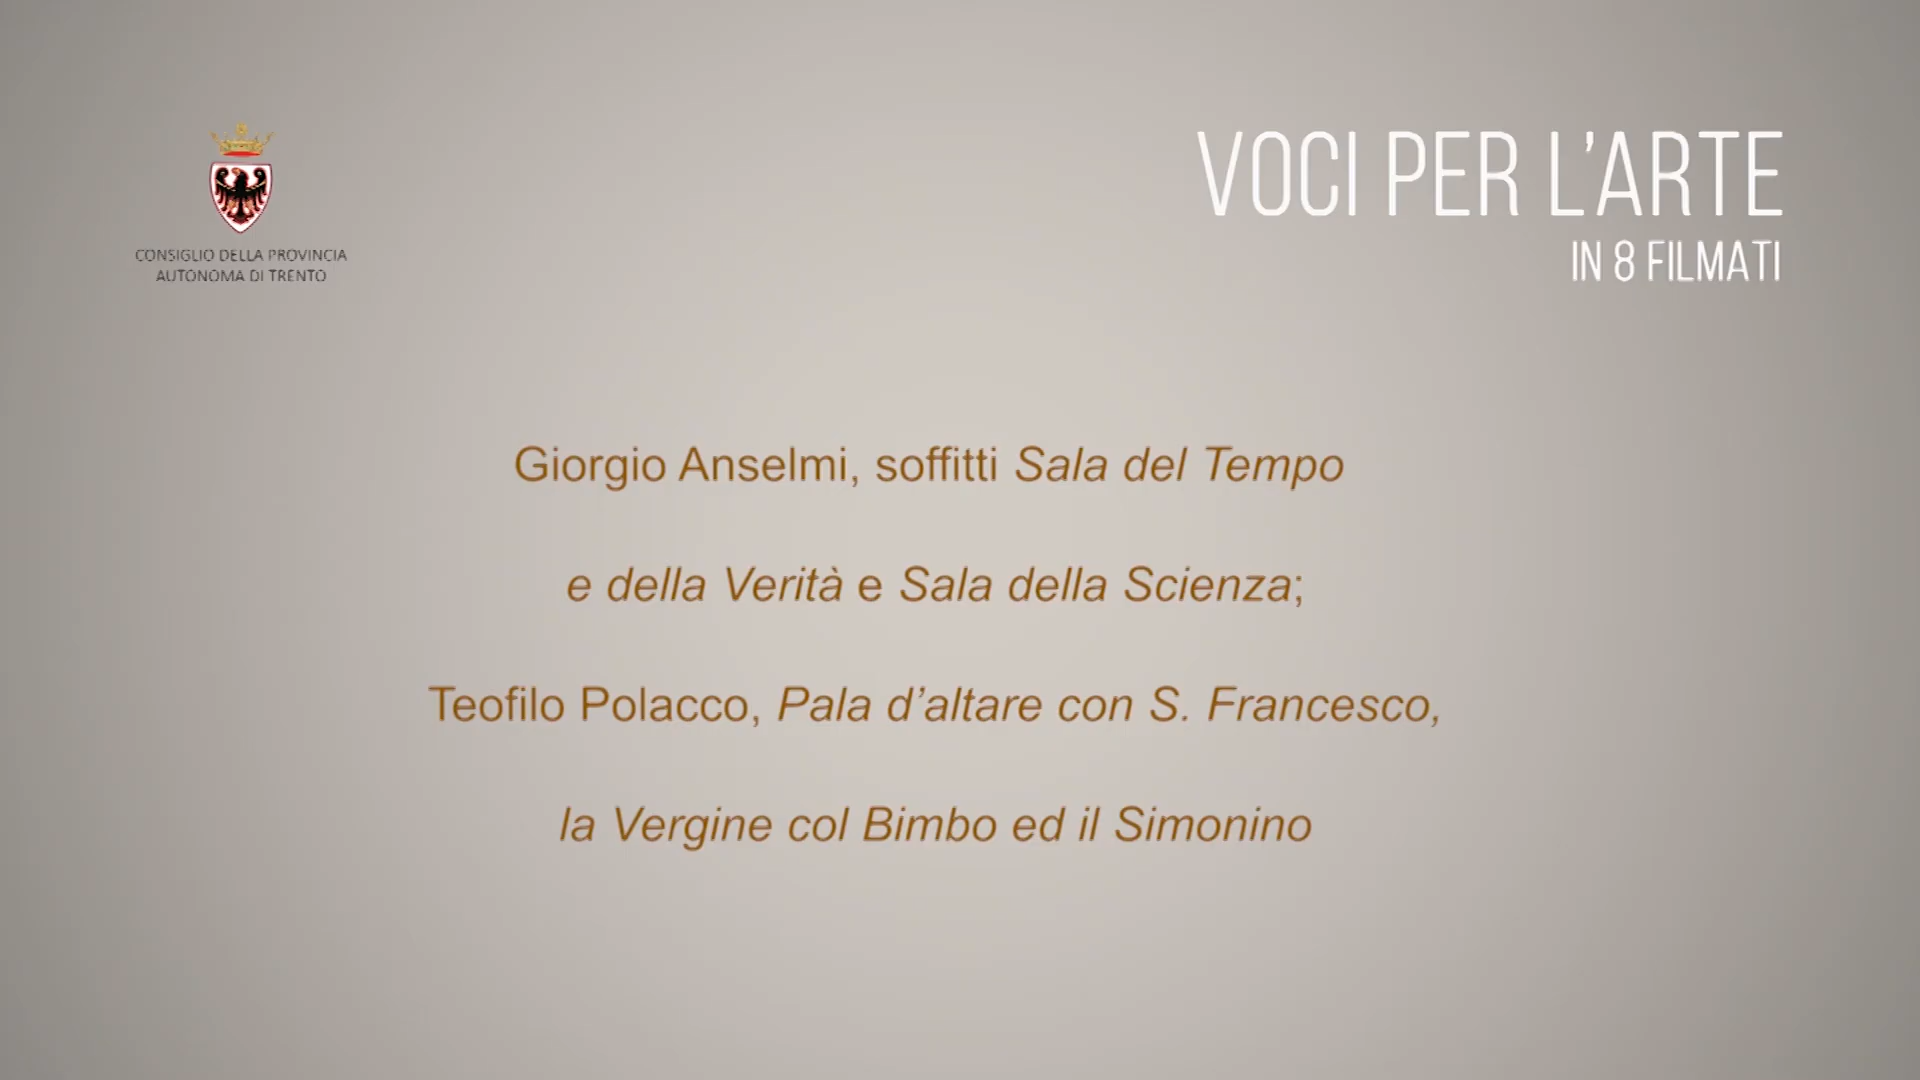 CONSIGLIO DELLA PROVINCIA
AUTONOMA DI TRENTO
VOCI PER L’ARTE
IN 8 FILMATI
Giorgio Anselmi, soffitti Sala del Tempo
e della Verità e Sala della Scienza;
Teofilo Polacco, Pala d’altare con S. Francesco,
la Vergine col Bimbo ed il Simonino